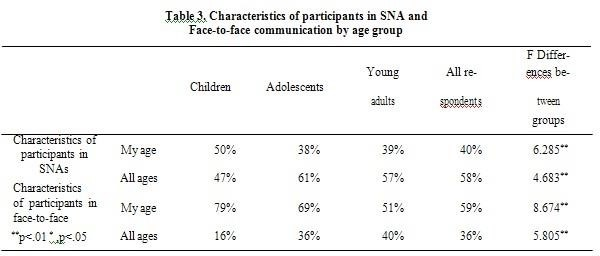 Table 3. Characteristics of participants in SNA and
Face-to-face communication by age group
Children Adolescents Young adults All re-spondents F Differ-ences be-tween groups
Characteristics of participants in SNAs My age 50% 38% 39% 40% 6.285**
All ages 47% 61% 57% 58% 4.683**
Characteristics of participants in face-to-face My age 79% 69% 51% 59% 8.674**
**p<.01 *.p<.05 All ages 16% 36% 40% 36% 5.805**